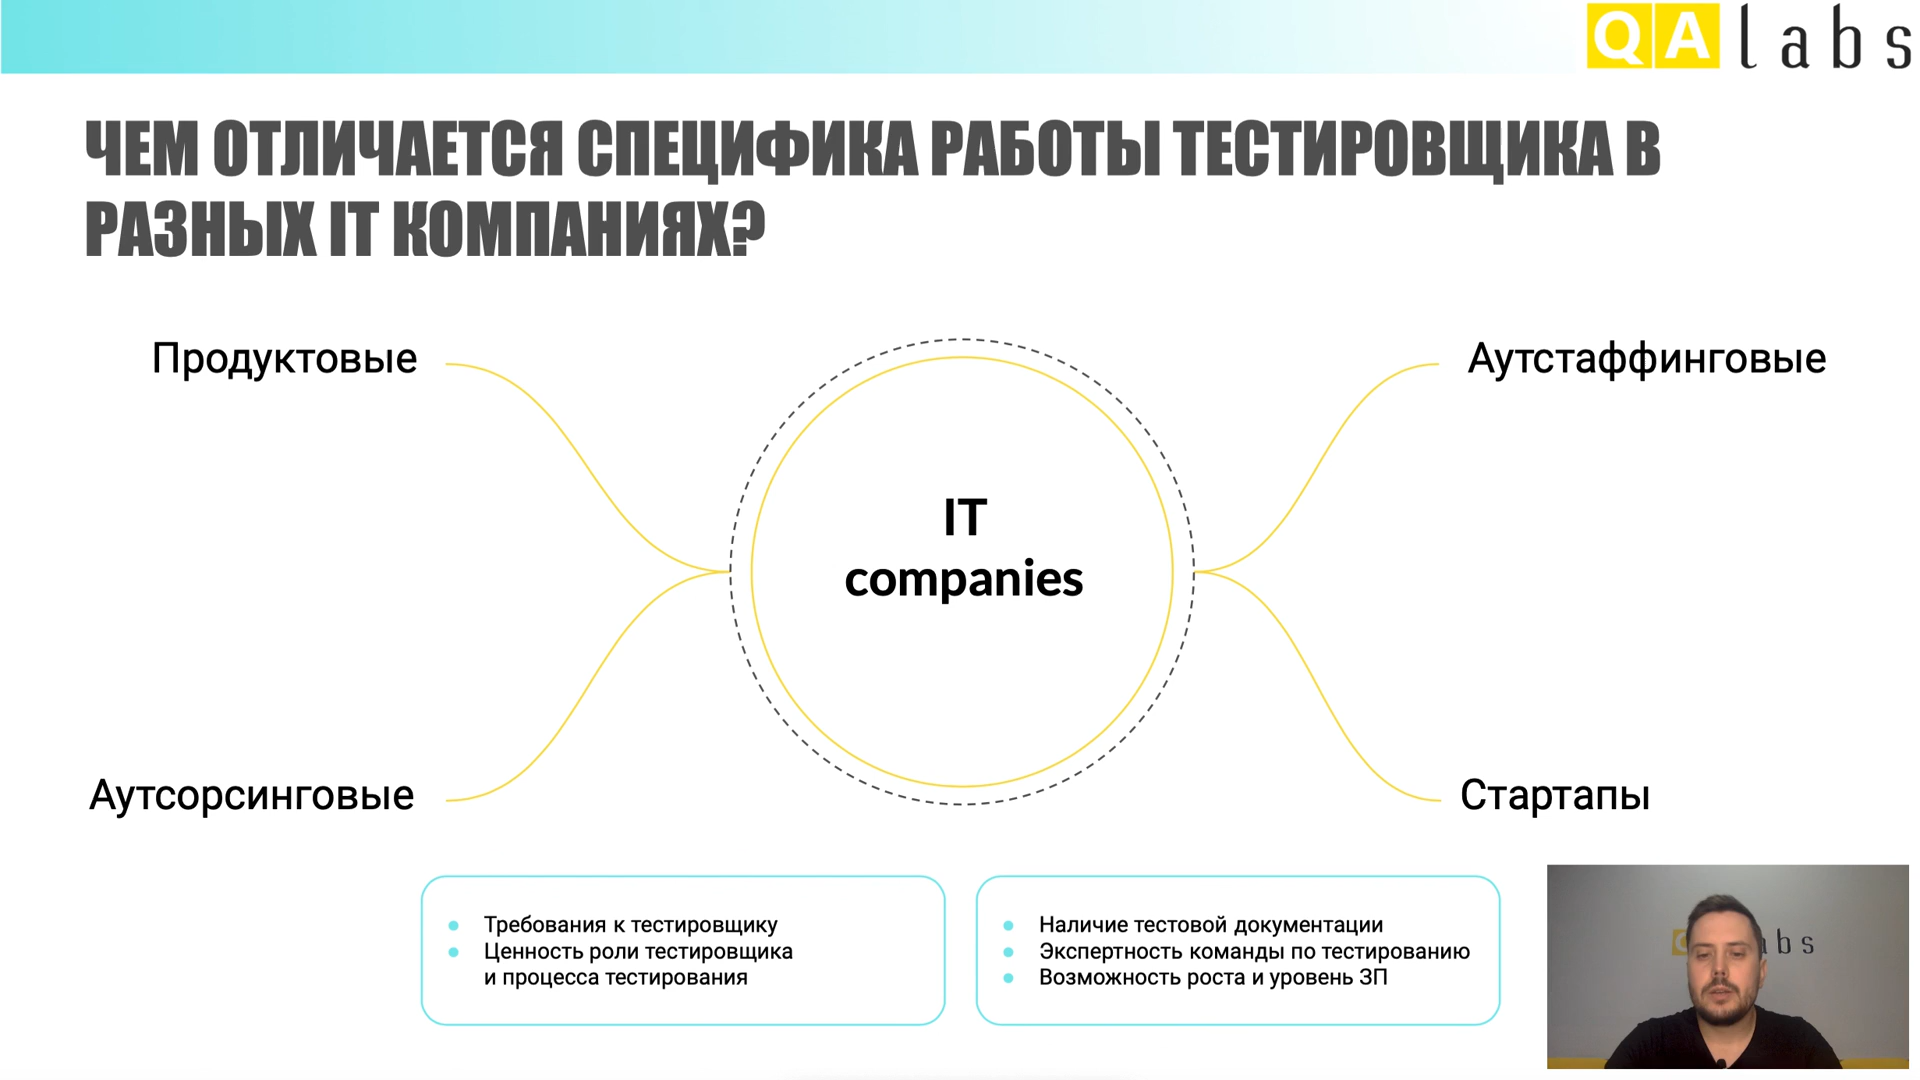 QA labs
ЧЕМ ОТЛИЧАЕТСЯ СПЕЦИФИКА РАБОТЫ ТЕСТИРОВЩИКА В
РАЗНЫХ IT КОМПАНИЯХ?
Продуктовые
Аутстаффинговые
IT
companies
Аутсорсинговые
Стартапы
Требования к тестировщику
Ценность роли тестировщика
и процесса тестирования
Наличие тестовой документации
Экспертность команды по тестированию
Возможность роста и уровень ЗП